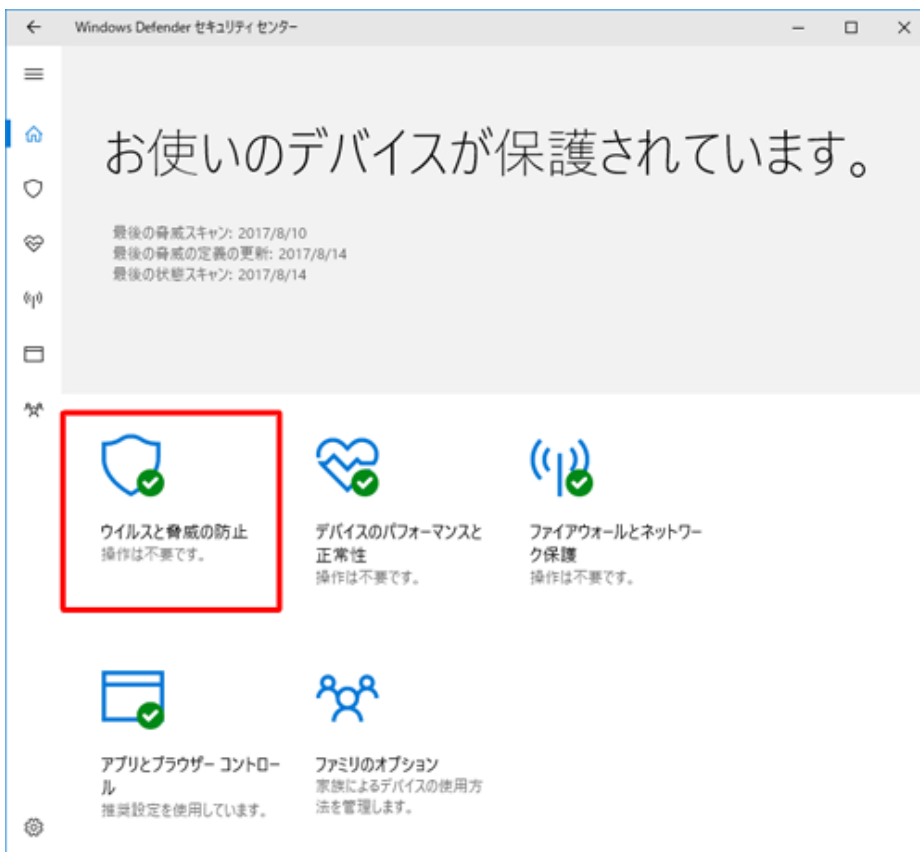 Windows Defender セキュリティ センター
お使いのデバイスが保護されています。
最後の脅威スキャン: 2017/8/10
最後の脅威の定義の更新: 2017/8/14
最後の状態スキャン: 2017/8/14
ウイルスと脅威の防止
操作は不要です。
デバイスのパフォーマンスと
正常性
操作は不要です。
ファイアウォールとネットワー
ク保護
操作は不要です。
アプリとブラウザー コントロー
ル
推奨設定を使用しています。
ファミリのオプション
家族によるデバイスの使用方
法を管理します。